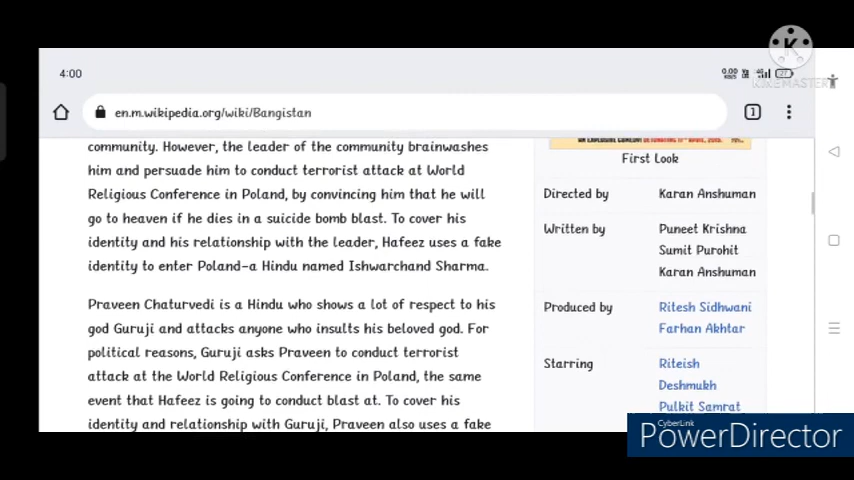 4:00
0.00
KB/S
4G
27
K
KINEMASTER
en.m.wikipedia.org/wiki/Bangistan
1
community. However, the leader of the community brainwashes
him and persuade him to conduct terrorist attack at World
Religious Conference in Poland, by convincing him that he will
go to heaven if he dies in a suicide bomb blast. To cover his
identity and his relationship with the leader, Hafeez uses a fake
identity to enter Poland-a Hindu named Ishwarchand Sharma.
Praveen Chaturvedi is a Hindu who shows a lot of respect to his
god Guruji and attacks anyone who insults his beloved god. For
political reasons, Guruji asks Praveen to conduct terrorist
attack at the World Religious Conference in Poland, the same
event that Hafeez is going to conduct blast at. To cover his
identity and relationship with Guruji, Praveen also uses a fake
First Look
Directed by Karan Anshuman
Written by Puneet Krishna
Sumit Purohit
Karan Anshuman
Produced by Ritesh Sidhwani
Farhan Akhtar
Starring Riteish
Deshmukh
Pulkit Samrat
CyberLink
PowerDirector